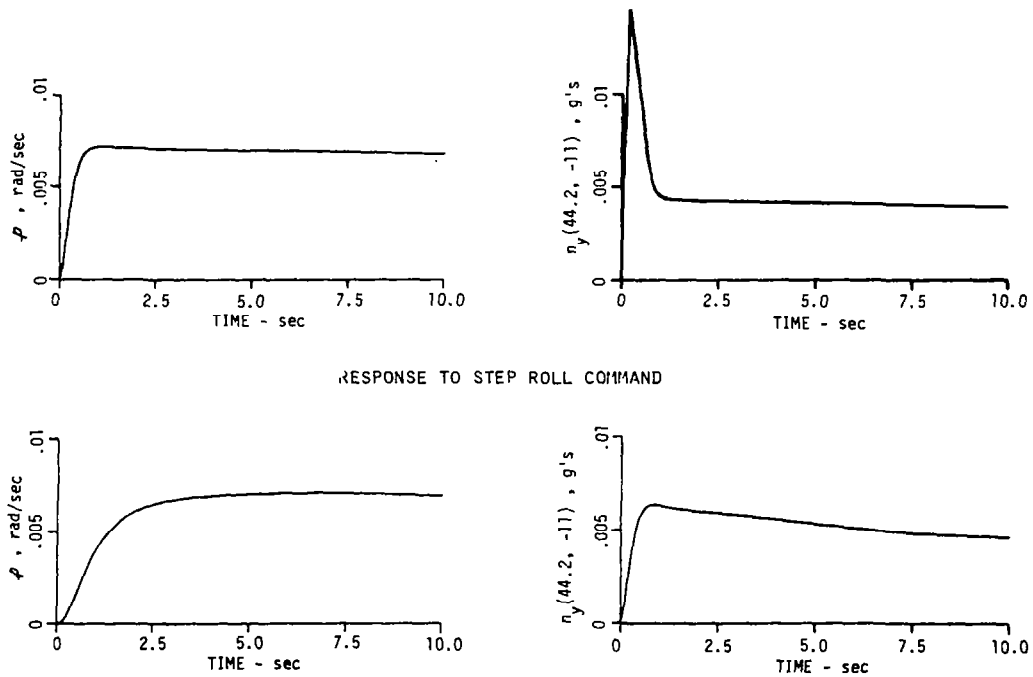 .01
.005
0
p , rad/sec
0 2.5 5.0 7.5 10.0
TIME - sec
.01
.005
0
n_y(44.2, -11) , g's
0 2.5 5.0 7.5 10.0
TIME - sec
RESPONSE TO STEP ROLL COMMAND
.01
.005
0
p , rad/sec
0 2.5 5.0 7.5 10.0
TIME - sec
.01
.005
0
n_y(44.2, -11) , g's
0 2.5 5.0 7.5 10.0
TIME - sec